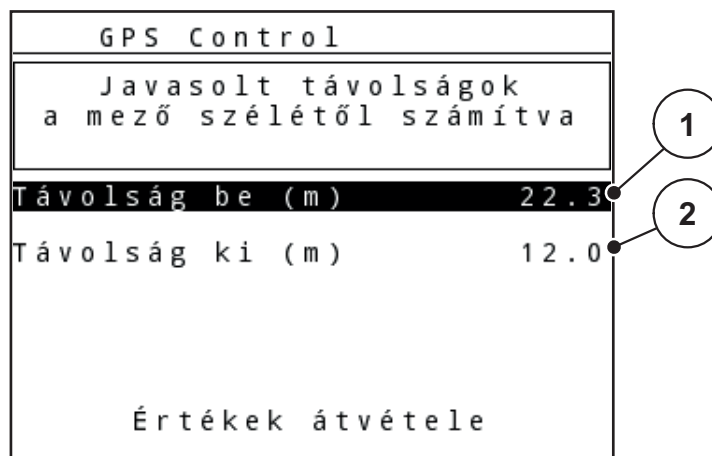 GPS Control
Javasolt távolságok
a mező szélétől számítva
Távolság be (m) 22.3
1
Távolság ki (m) 12.0
2
Értékek átvétele